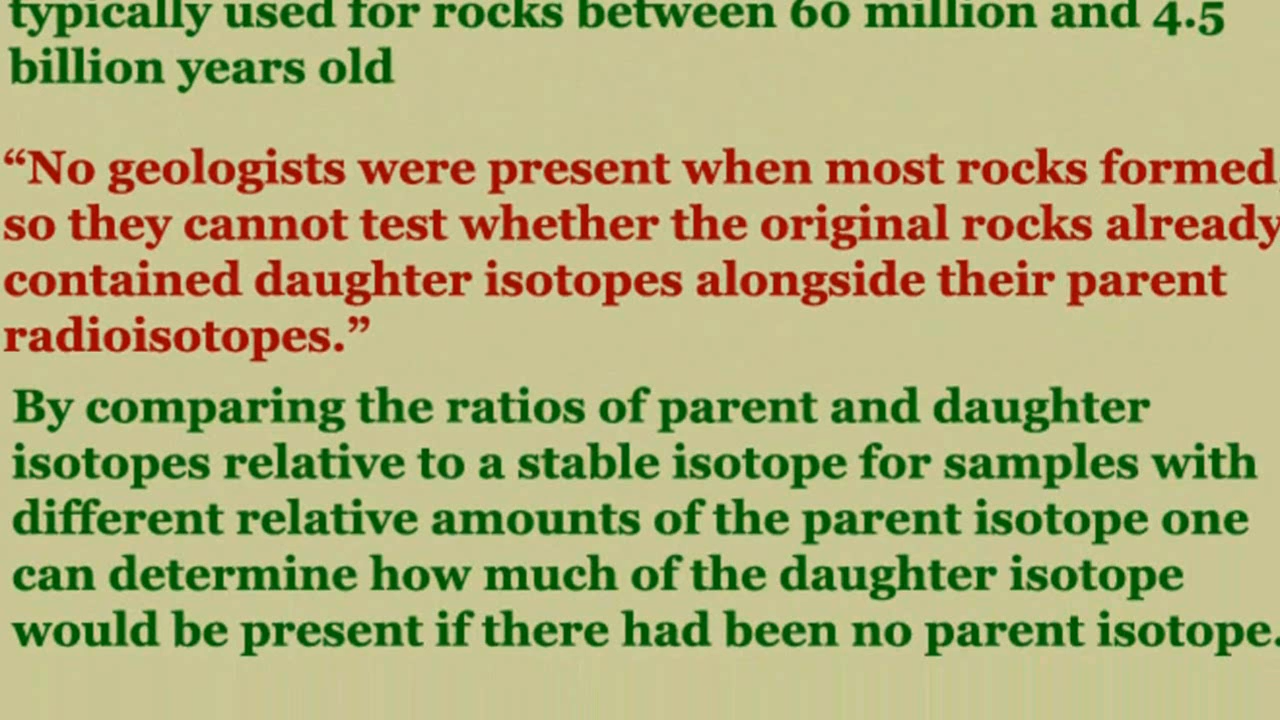 typically used for rocks between 60 million and 4.5
billion years old
“No geologists were present when most rocks formed,
so they cannot test whether the original rocks already
contained daughter isotopes alongside their parent
radioisotopes.”
By comparing the ratios of parent and daughter
isotopes relative to a stable isotope for samples with
different relative amounts of the parent isotope one
can determine how much of the daughter isotope
would be present if there had been no parent isotope.